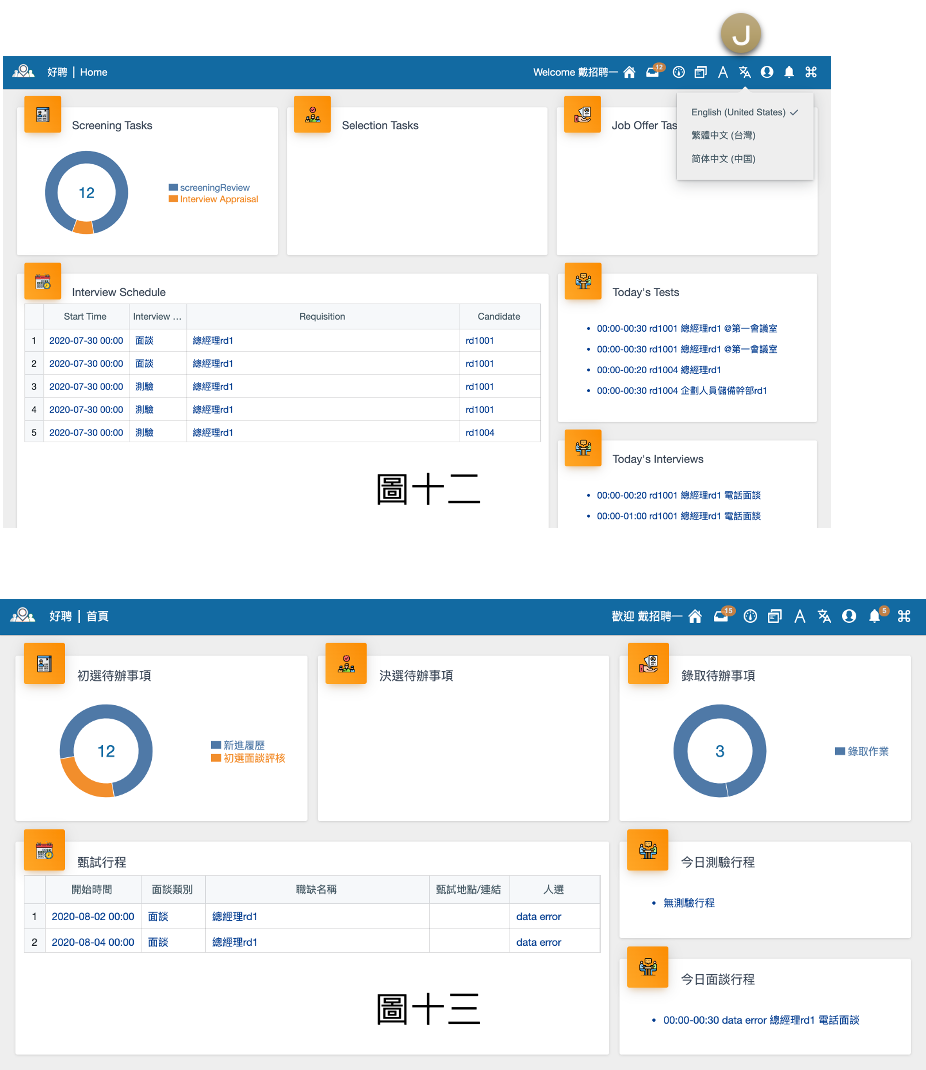 J
好聘 | Home
Welcome 戴招聘一
12
English (United States)
繁體中文 (台灣)
简体中文 (中国)
Screening Tasks
12
screeningReview
Interview Appraisal
Selection Tasks
Job Offer Tas
Interview Schedule
Start Time Interview ... Requisition Candidate
1 2020-07-30 00:00 面談 總經理rd1 rd1001
2 2020-07-30 00:00 面談 總經理rd1 rd1001
3 2020-07-30 00:00 測驗 總經理rd1 rd1001
4 2020-07-30 00:00 測驗 總經理rd1 rd1001
5 2020-07-30 00:00 測驗 總經理rd1 rd1004
Today's Tests
• 00:00-00:30 rd1001 總經理rd1 @第一會議室
• 00:00-00:30 rd1001 總經理rd1 @第一會議室
• 00:00-00:20 rd1004 總經理rd1
• 00:00-00:30 rd1004 企劃人員儲備幹部rd1
Today's Interviews
• 00:00-00:20 rd1001 總經理rd1 電話面談
• 00:00-01:00 rd1001 總經理rd1 電話面談
圖十二
好聘 | 首頁
歡迎 戴招聘一
15
5
初選待辦事項
12
新進履歷
初選面談評核
決選待辦事項
錄取待辦事項
3
錄取作業
甄試行程
開始時間 面談類別 職缺名稱 甄試地點/連結 人選
1 2020-08-02 00:00 面談 總經理rd1 data error
2 2020-08-04 00:00 面談 總經理rd1 data error
今日測驗行程
• 無測驗行程
今日面談行程
• 00:00-00:30 data error 總經理rd1 電話面談
圖十三